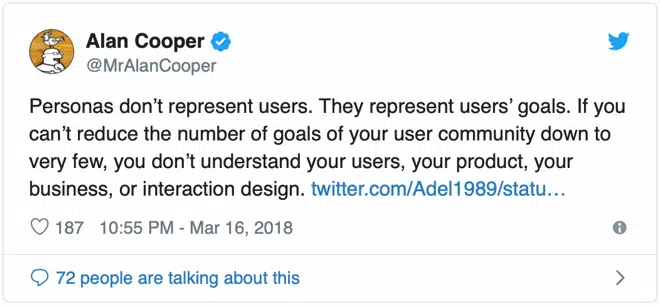 Alan Cooper
@MrAlanCooper
Personas don’t represent users. They represent users’ goals. If you
can’t reduce the number of goals of your user community down to
very few, you don’t understand your users, your product, your
business, or interaction design. twitter.com/Adel1989/statu…
187 10:55 PM - Mar 16, 2018
72 people are talking about this